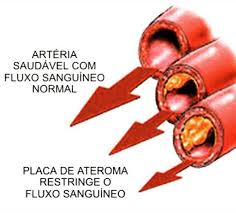 ARTÉRIA
SAUDÁVEL COM
FLUXO SANGUÍNEO
NORMAL
PLACA DE ATEROMA
RESTRINGE O
FLUXO SANGUÍNEO